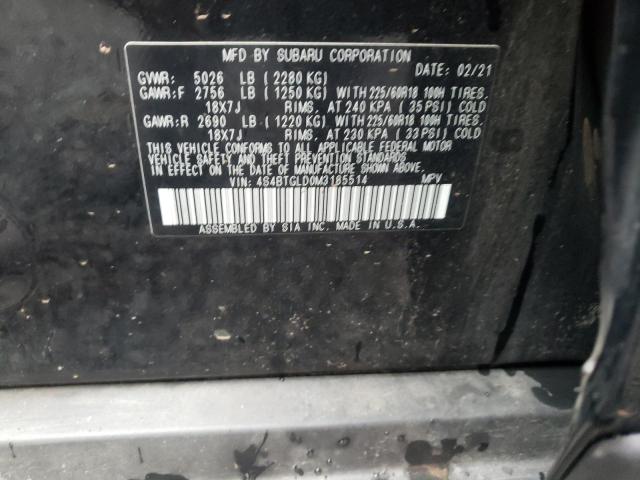 MFD BY SUBARU CORPORATION
GVWR: 5026 LB (2280 KG) DATE: 02/21
GAWR:F 2756 LB (1250 KG) WITH 225/60R18 100H TIRES.
18X7J RIMS. AT 240 KPA (35 PSI) COLD
GAWR:R 2690 LB (1220 KG) WITH 225/60R18 100H TIRES.
18X7J RIMS. AT 230 KPA (33 PSI) COLD
THIS VEHICLE CONFORMS TO ALL APPLICABLE FEDERAL MOTOR
VEHICLE SAFETY AND THEFT PREVENTION STANDARDS
IN EFFECT ON THE DATE OF MANUFACTURE SHOWN ABOVE.
VIN: 4S4BTGLD0M3185514 MPV
ASSEMBLED BY SIA INC. IN U.S.A.